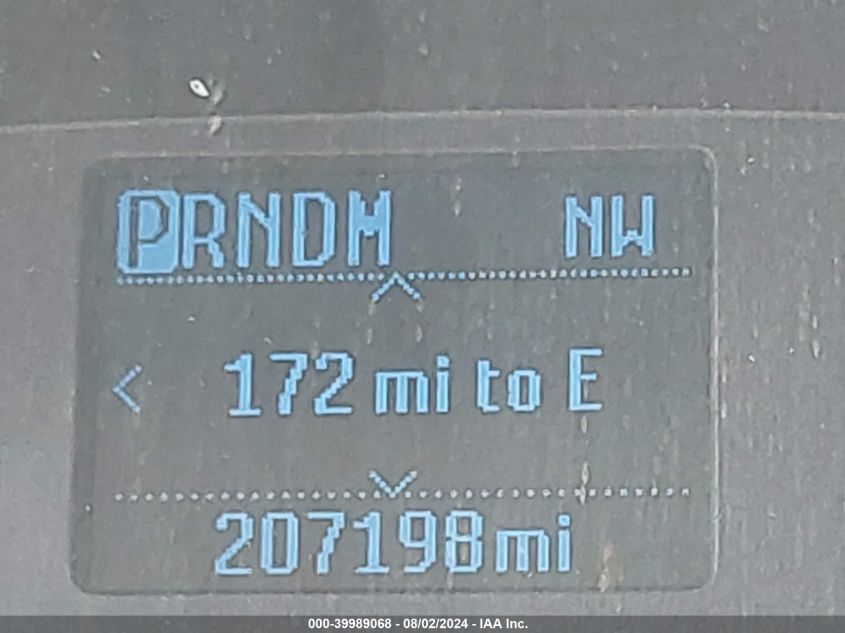 PRNDM NW
172 mi to E
207198mi
000-39989068 - 08/02/2024 - IAA Inc.